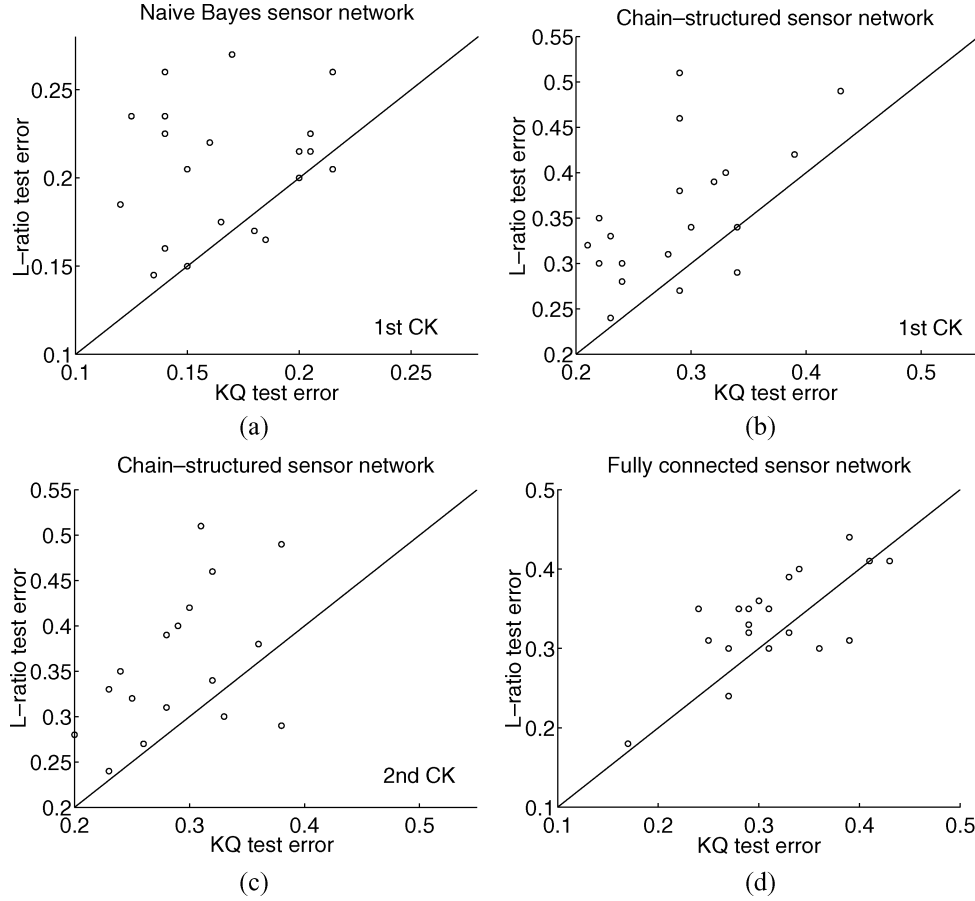 Naive Bayes sensor network
0.25
0.2
0.15
0.1
L−ratio test error
1st CK
0.1 0.15 0.2 0.25
KQ test error
(a)
Chain−structured sensor network
0.55
0.5
0.45
0.4
0.35
0.3
0.25
0.2
L−ratio test error
1st CK
0.2 0.3 0.4 0.5
KQ test error
(b)
Chain−structured sensor network
0.55
0.5
0.45
0.4
0.35
0.3
0.25
0.2
L−ratio test error
2nd CK
0.2 0.3 0.4 0.5
KQ test error
(c)
Fully connected sensor network
0.5
0.4
0.3
0.2
0.1
L−ratio test error
0.1 0.2 0.3 0.4 0.5
KQ test error
(d)